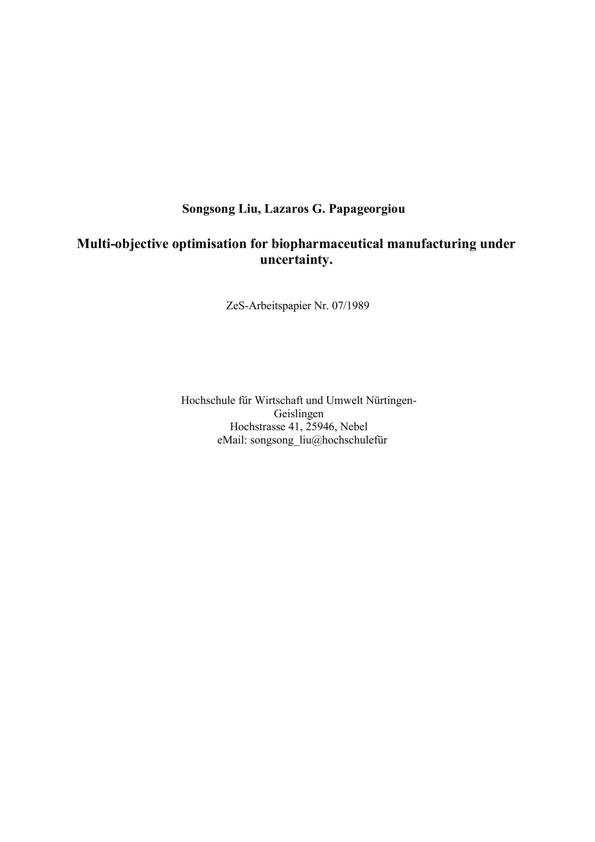 Songsong Liu, Lazaros G. Papageorgiou
Multi-objective optimisation for biopharmaceutical manufacturing under
uncertainty.
ZeS-Arbeitspapier Nr. 07/1989
Hochschule für Wirtschaft und Umwelt Nürtingen-
Geislingen
Hochstrasse 41, 25946, Nebel
eMail: songsong_liu@hochschulefür